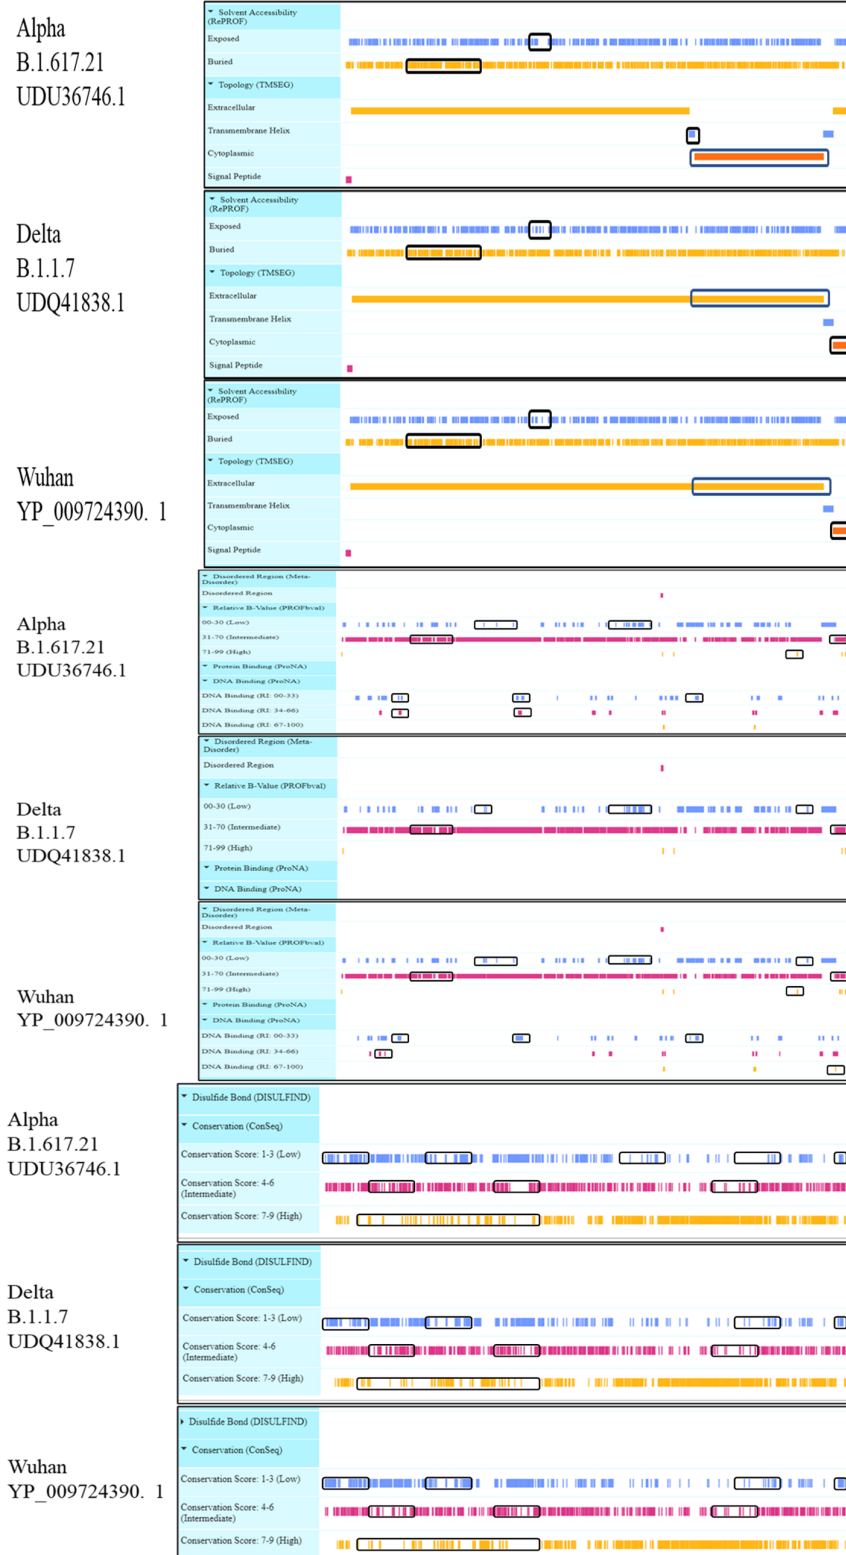 Alpha
B.1.617.21
UDU36746.1
▼ Solvent Accessibility
(RePROF)
Exposed
Buried
▼ Topology (TMSEG)
Extracellular
Transmembrane Helix
Cytoplasmic
Signal Peptide
Delta
B.1.1.7
UDQ41838.1
▼ Solvent Accessibility
(RePROF)
Exposed
Buried
▼ Topology (TMSEG)
Extracellular
Transmembrane Helix
Cytoplasmic
Signal Peptide
Wuhan
YP_009724390. 1
▼ Solvent Accessibility
(RePROF)
Exposed
Buried
▼ Topology (TMSEG)
Extracellular
Transmembrane Helix
Cytoplasmic
Signal Peptide
Alpha
B.1.617.21
UDU36746.1
▼ Disordered Region (Meta-
Disorder)
Disordered Region
▼ Relative B-Value (PROFbval)
00-30 (Low)
31-70 (Intermediate)
71-99 (High)
▼ Protein Binding (ProNA)
▼ DNA Binding (ProNA)
DNA Binding (RI: 00-33)
DNA Binding (RI: 34-66)
DNA Binding (RI: 67-100)
Delta
B.1.1.7
UDQ41838.1
▼ Disordered Region (Meta-
Disorder)
Disordered Region
▼ Relative B-Value (PROFbval)
00-30 (Low)
31-70 (Intermediate)
71-99 (High)
▼ Protein Binding (ProNA)
▼ DNA Binding (ProNA)
Wuhan
YP_009724390. 1
▼ Disordered Region (Meta-
Disorder)
Disordered Region
▼ Relative B-Value (PROFbval)
00-30 (Low)
31-70 (Intermediate)
71-99 (High)
▼ Protein Binding (ProNA)
▼ DNA Binding (ProNA)
DNA Binding (RI: 00-33)
DNA Binding (RI: 34-66)
DNA Binding (RI: 67-100)
Alpha
B.1.617.21
UDU36746.1
▼ Disulfide Bond (DISULFIND)
▼ Conservation (ConSeq)
Conservation Score: 1-3 (Low)
Conservation Score: 4-6
(Intermediate)
Conservation Score: 7-9 (High)
Delta
B.1.1.7
UDQ41838.1
▼ Disulfide Bond (DISULFIND)
▼ Conservation (ConSeq)
Conservation Score: 1-3 (Low)
Conservation Score: 4-6
(Intermediate)
Conservation Score: 7-9 (High)
Wuhan
YP_009724390. 1
▶ Disulfide Bond (DISULFIND)
▼ Conservation (ConSeq)
Conservation Score: 1-3 (Low)
Conservation Score: 4-6
(Intermediate)
Conservation Score: 7-9 (High)